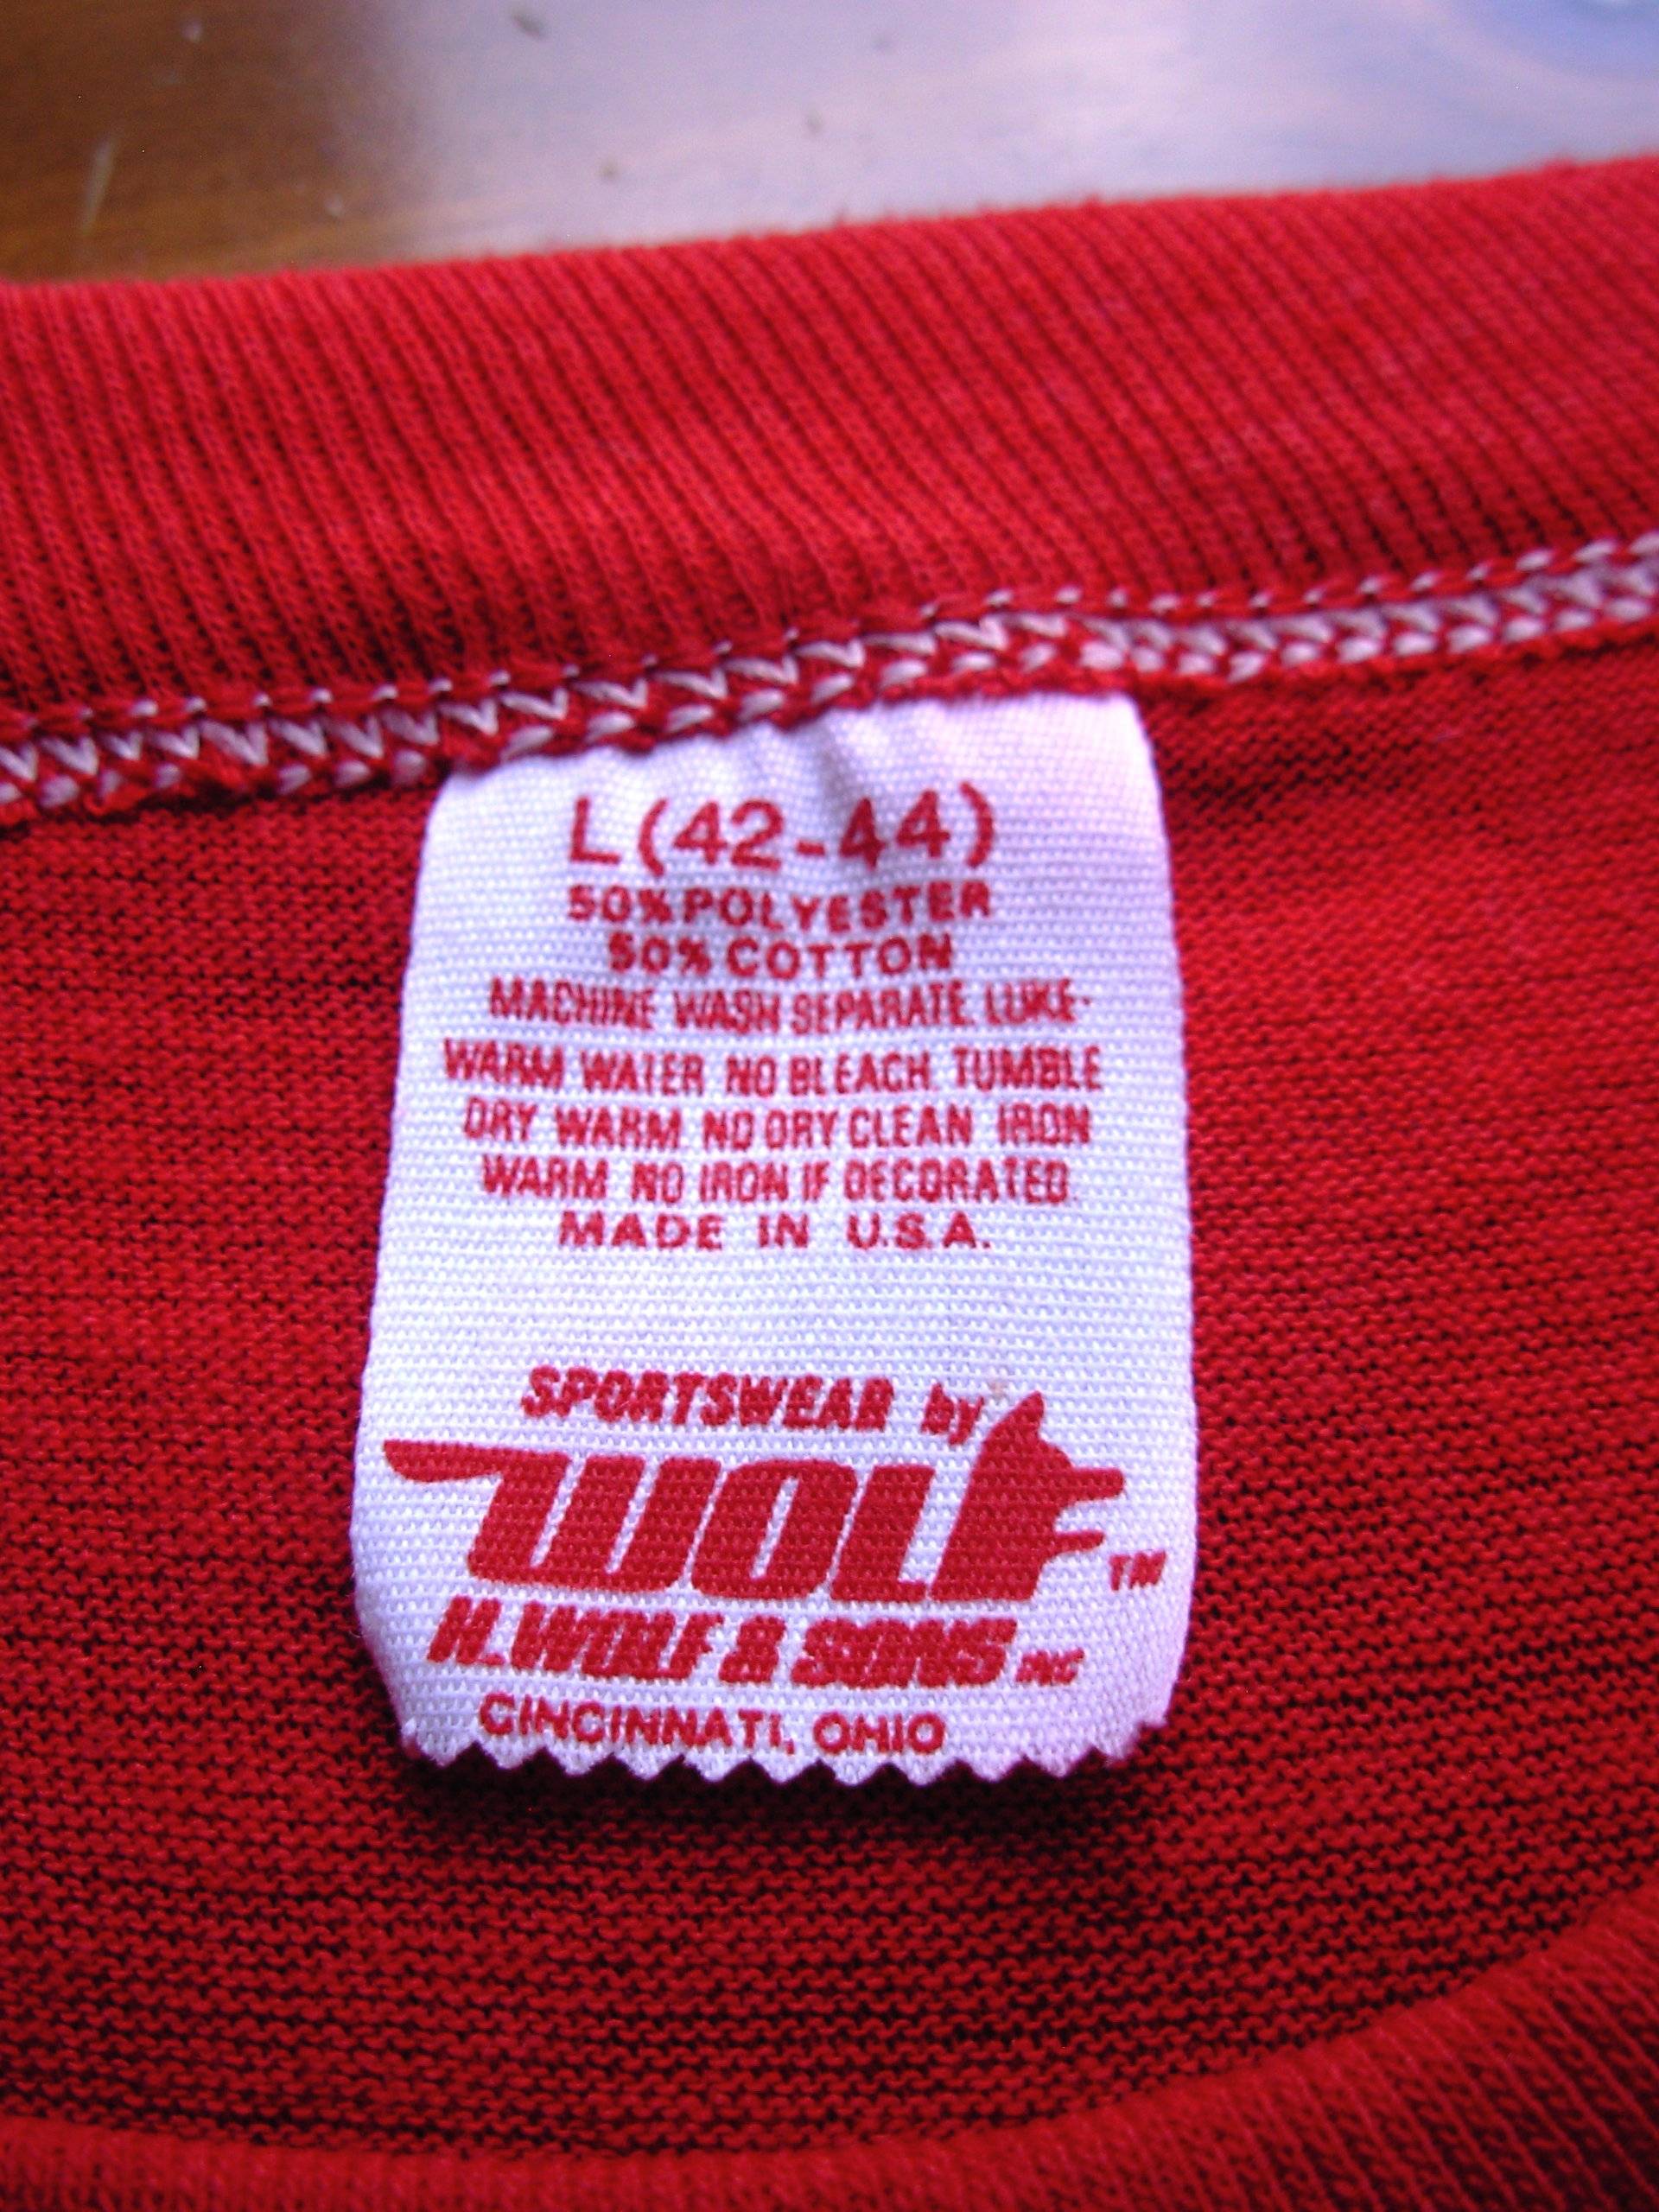 L (42-44)
50% POLYESTER
50% COTTON
MACHINE WASH SEPARATE LUKE-
WARM WATER NO BLEACH TUMBLE
DRY WARM NO DRY CLEAN IRON
WARM NO IRON IF DECORATED
MADE IN U.S.A.
SPORTSWEAR by
WOLF TM
H. WOLF & SONS INC
CINCINNATI, OHIO